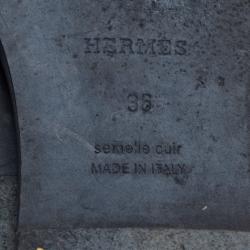 HERMES
36
semelle cuir
MADE IN ITALY